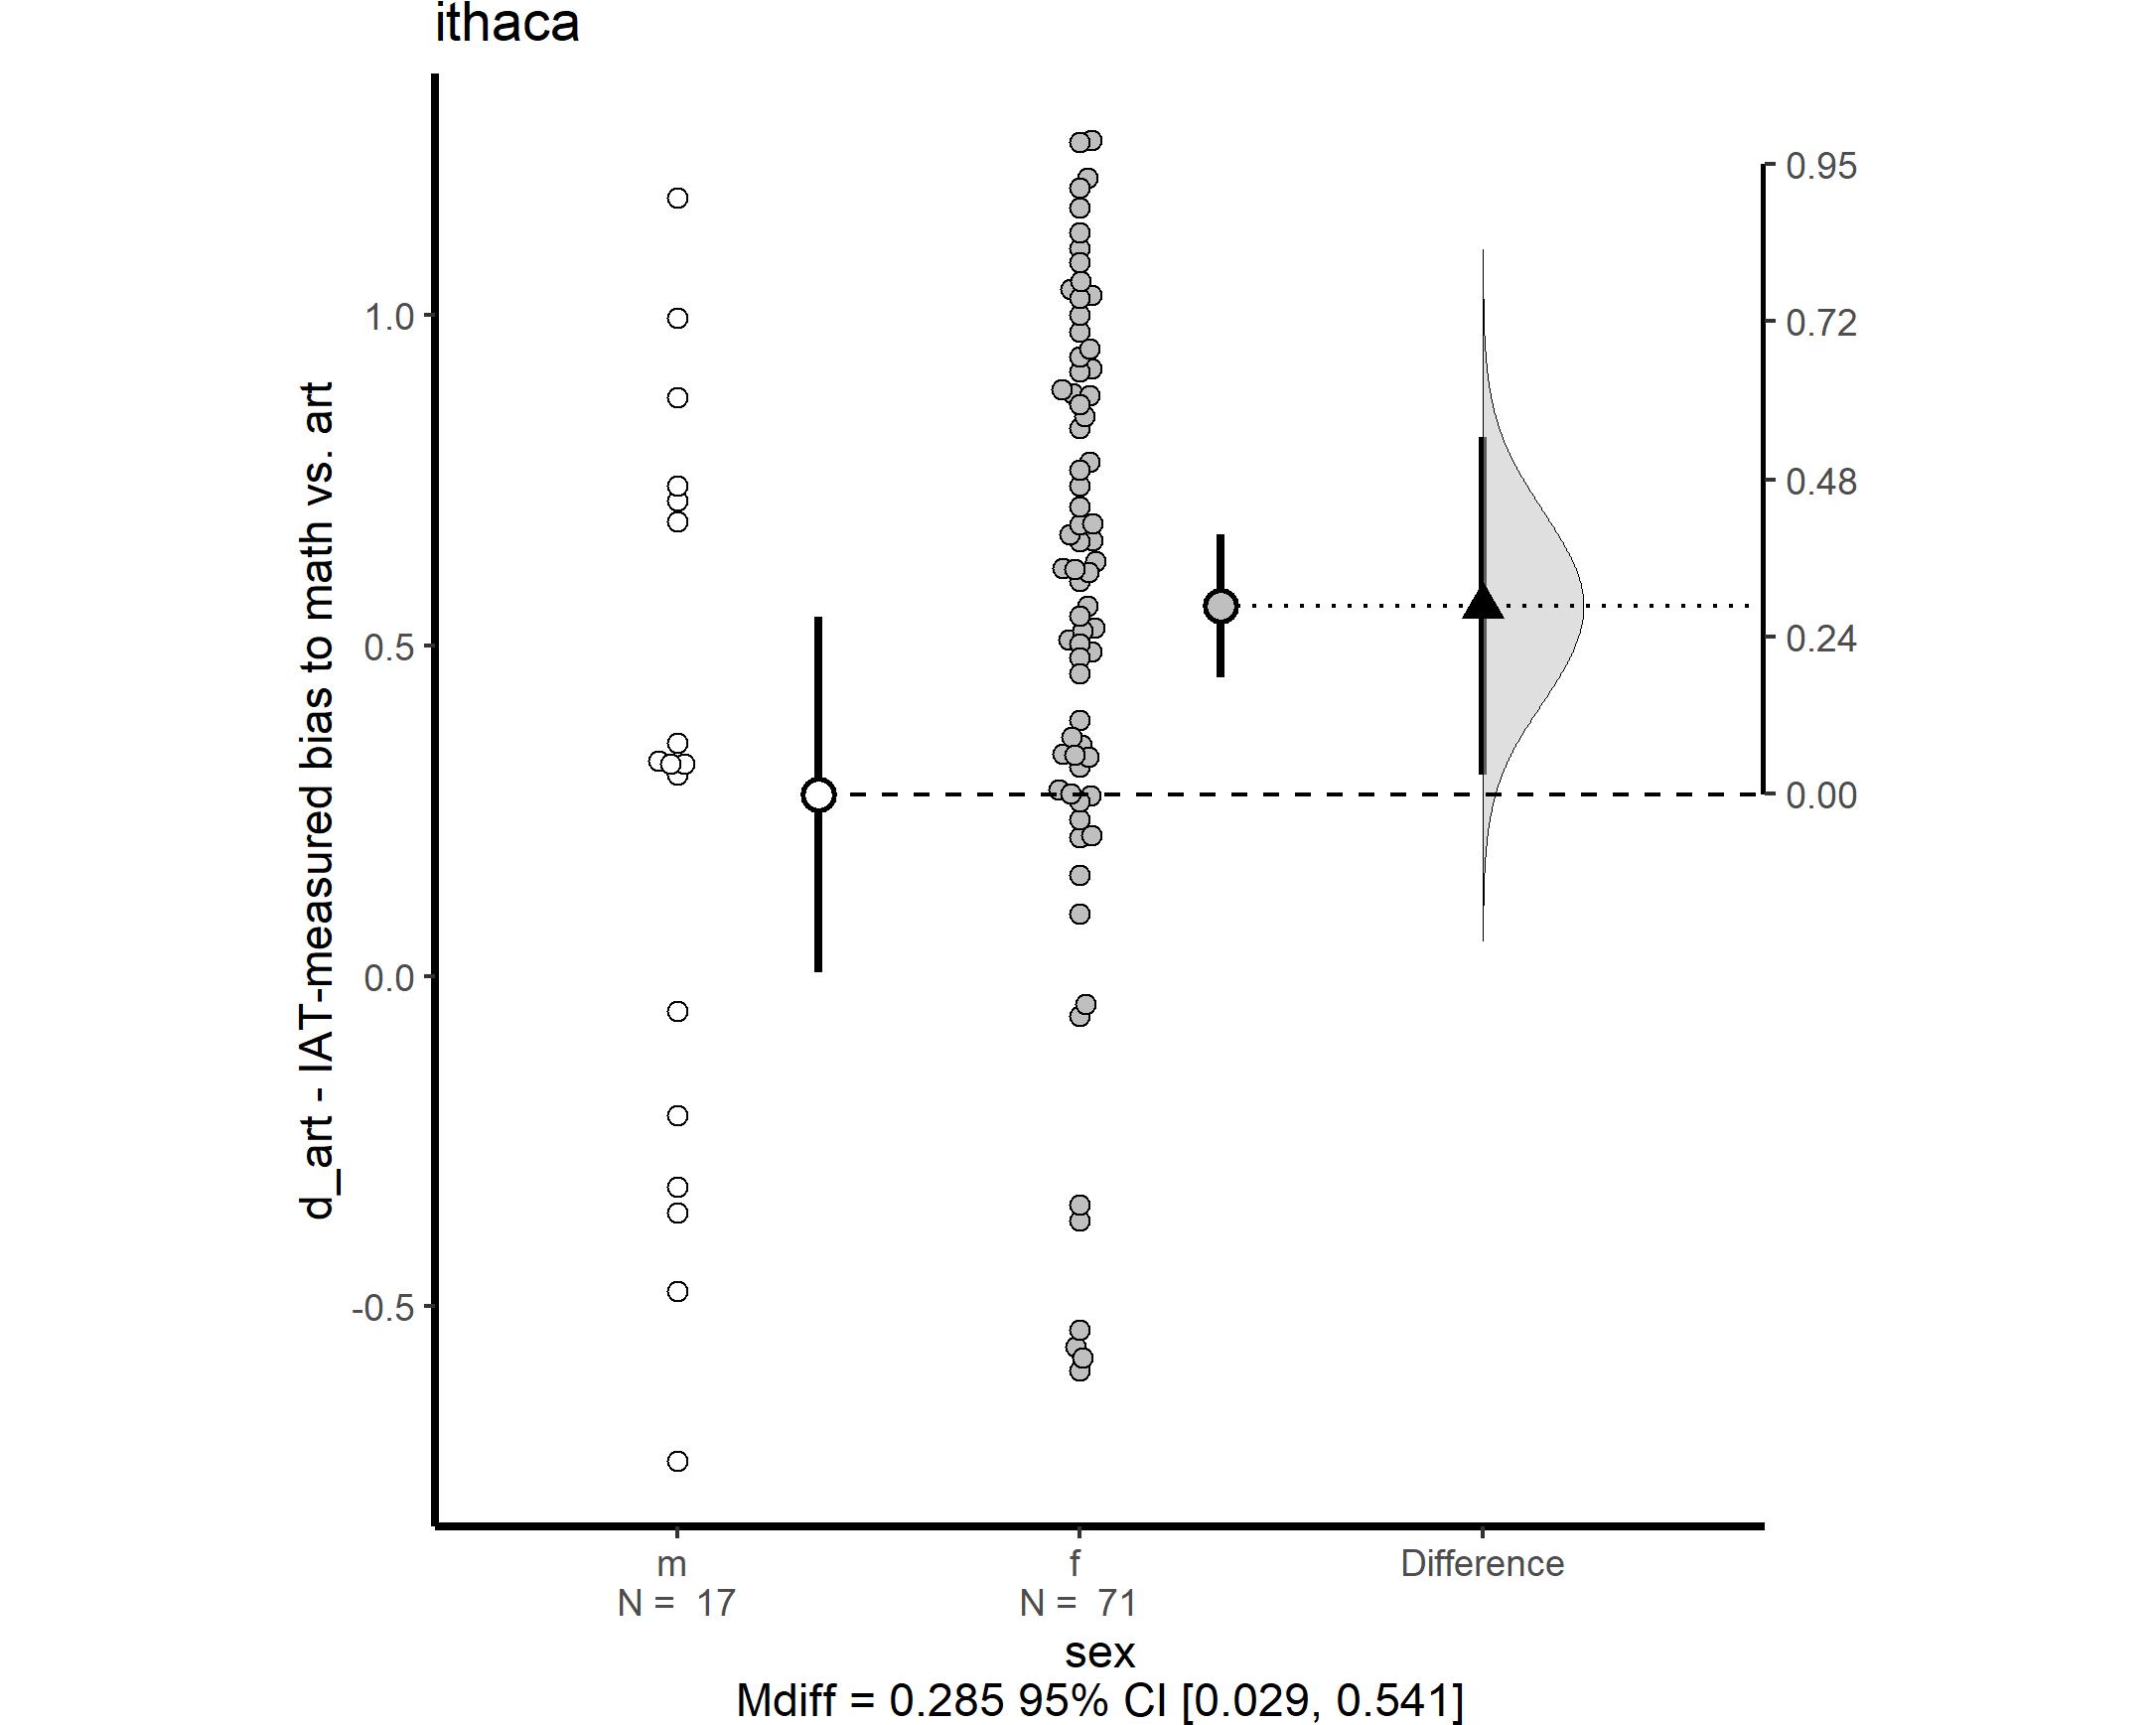 ithaca
d_art - IAT-measured bias to math vs. art
1.0
0.5
0.0
-0.5
0.95
0.72
0.48
0.24
0.00
m f Difference
N = 17 N = 71
sex
Mdiff = 0.285 95% CI [0.029, 0.541]